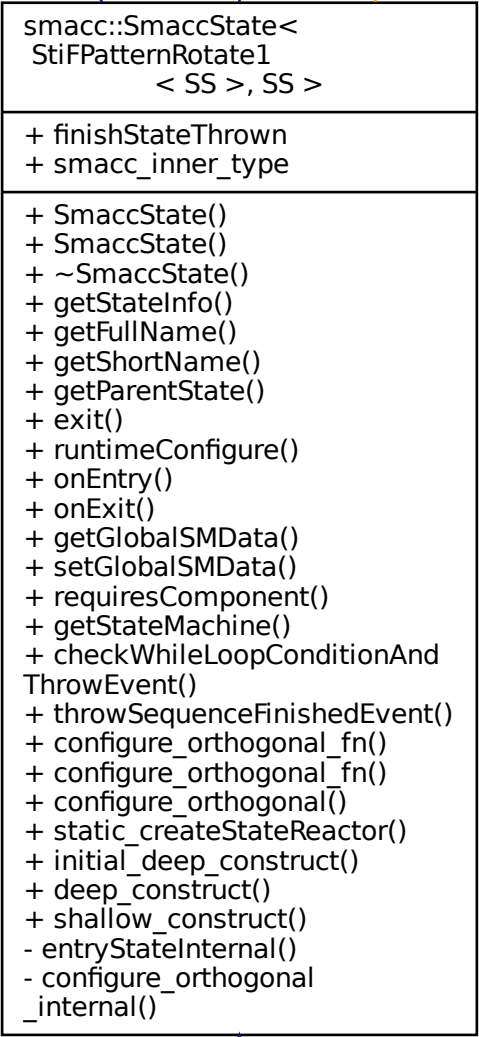 smacc::SmaccState<
StiFPatternRotate1
< SS >, SS >
+ finishStateThrown
+ smacc_inner_type
+ SmaccState()
+ SmaccState()
+ ~SmaccState()
+ getStateInfo()
+ getFullName()
+ getShortName()
+ getParentState()
+ exit()
+ runtimeConfigure()
+ onEntry()
+ onExit()
+ getGlobalSMData()
+ setGlobalSMData()
+ requiresComponent()
+ getStateMachine()
+ checkWhileLoopConditionAnd
ThrowEvent()
+ throwSequenceFinishedEvent()
+ configure_orthogonal_fn()
+ configure_orthogonal_fn()
+ configure_orthogonal()
+ static_createStateReactor()
+ initial_deep_construct()
+ deep_construct()
+ shallow_construct()
- entryStateInternal()
- configure_orthogonal
_internal()